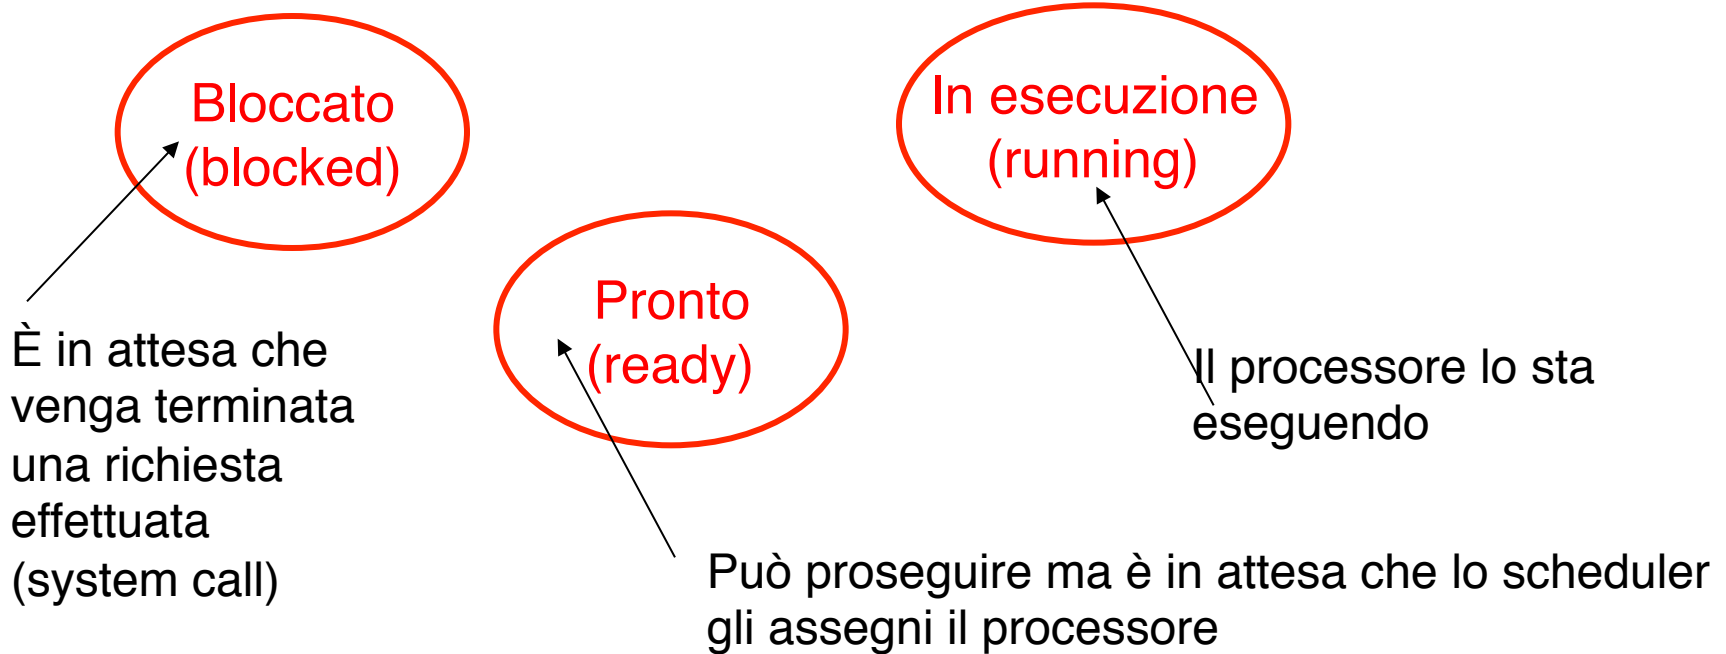 Bloccato
(blocked)
In esecuzione
(running)
Pronto
(ready)
È in attesa che
venga terminata
una richiesta
effettuata
(system call)
Il processore lo sta
eseguendo
Può proseguire ma è in attesa che lo scheduler
gli assegni il processore